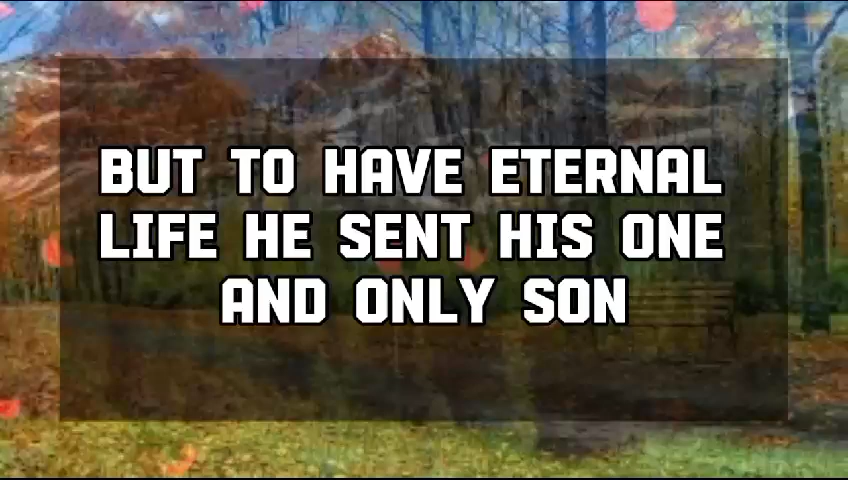 BUT TO HAVE ETERNAL
LIFE HE SENT HIS ONE
AND ONLY SON